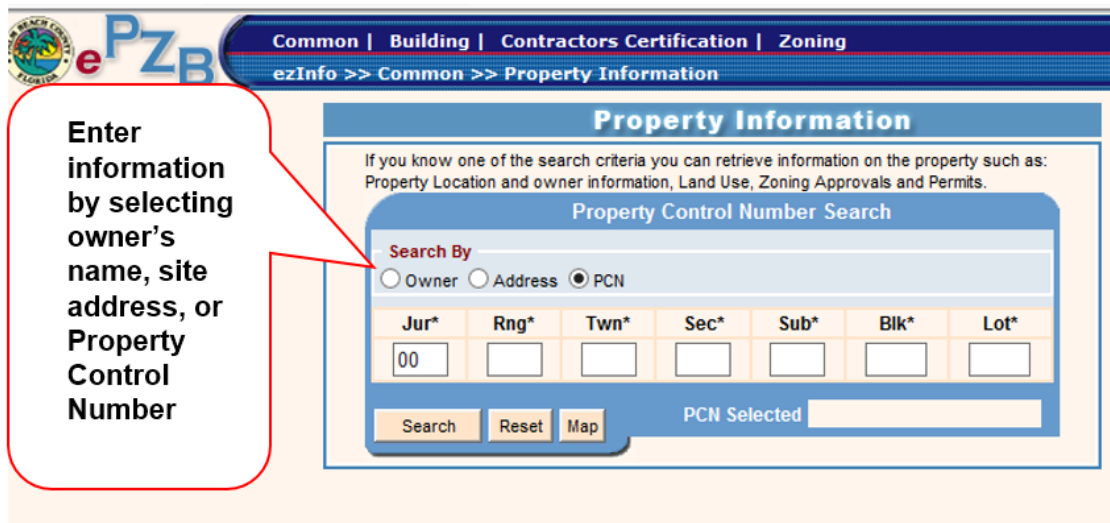 BEACH COUNTY
FLORIDA
ePZB
Common | Building | Contractors Certification | Zoning
ezInfo >> Common >> Property Information
Enter
information
by selecting
owner’s
name, site
address, or
Property
Control
Number
Property Information
If you know one of the search criteria you can retrieve information on the property such as:
Property Location and owner information, Land Use, Zoning Approvals and Permits.
Property Control Number Search
Search By
Owner Address PCN
Jur* Rng* Twn* Sec* Sub* Blk* Lot*
00
Search Reset Map PCN Selected